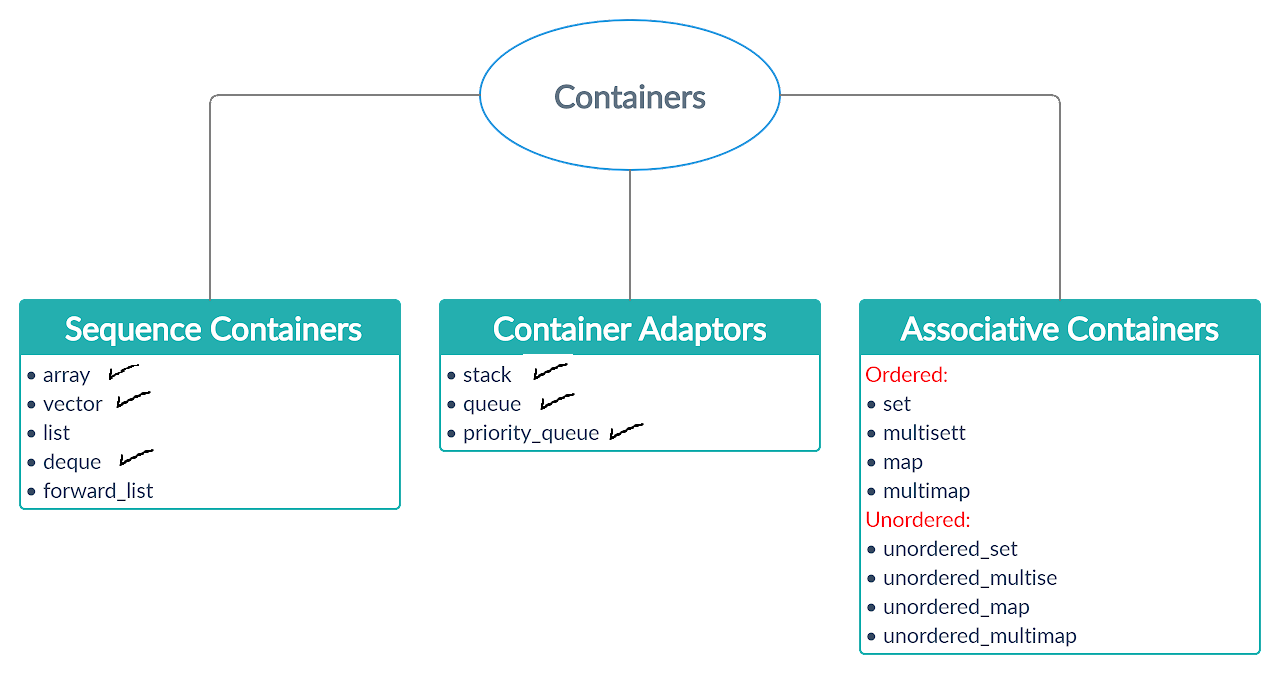 Containers
Sequence Containers
• array ✓
• vector ✓
• list
• deque ✓
• forward_list
Container Adaptors
• stack ✓
• queue ✓
• priority_queue ✓
Associative Containers
Ordered:
• set
• multisett
• map
• multimap
Unordered:
• unordered_set
• unordered_multise
• unordered_map
• unordered_multimap